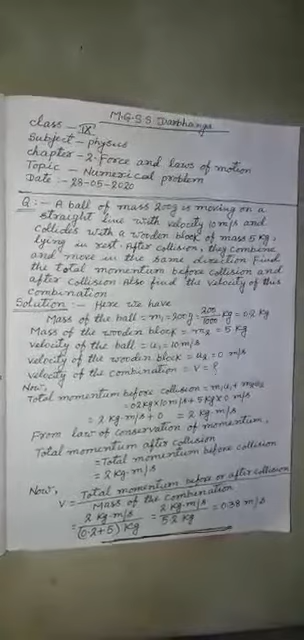 M.G.S.S Darbhanga
class - IX
Subject - physics
chapter - 2. Force and laws of motion
Topic - Numerical problem
Date :- 28-05-2020
Q :- A ball of mass 200g is moving on a
straight line with velocity 10 m/s and
collides with a wooden block of mass 5 kg,
lying in rest. After collision, they combine
and move in the same direction. Find
the total momentum before collision and
after collision Also find the velocity of this
combination
Solution :- Here we have
Mass of the ball = m1 = 200g = 200/1000 kg = 0.2 kg
Mass of the wooden block = m2 = 5 kg
velocity of the ball = u1 = 10 m/s
velocity of the wooden block = u2 = 0 m/s
velocity of the combination = V = ?
Now,
Total momentum before collision = m1u1 + m2u2
= 0.2 kg x 10 m/s + 5 kg x 0 m/s
= 2 kg·m/s + 0 = 2 kg·m/s
From law of conservation of momentum,
Total momentum after collision
= Total momentum before collision
= 2 kg·m/s
Now,
V = Total momentum before or after collision
Mass of the combination
= 2 kg·m/s / (0.2+5) kg = 2 kg·m/s / 5.2 kg = 0.38 m/s